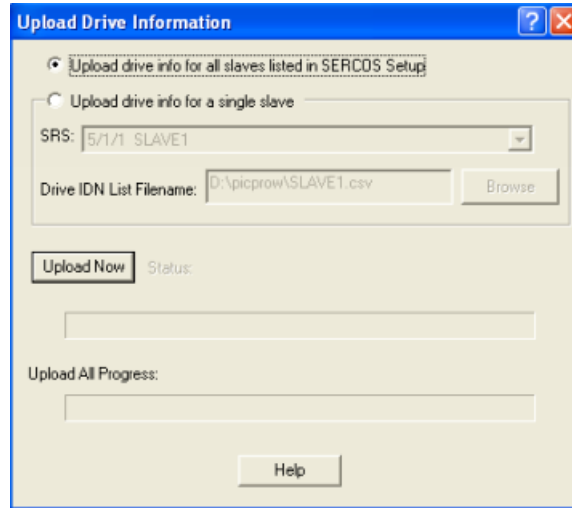 Upload Drive Information
Upload drive info for all slaves listed in SERCOS Setup
Upload drive info for a single slave
SRS: 5/1/1 SLAVE1
Drive IDN List Filename: D:\picprow\SLAVE1.csv Browse
Upload Now Status:
Upload All Progress:
Help